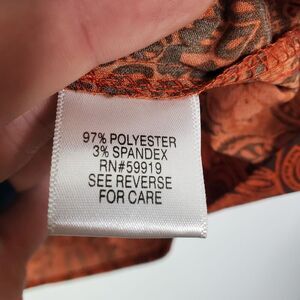 97% POLYESTER
3% SPANDEX
RN#59919
SEE REVERSE
FOR CARE